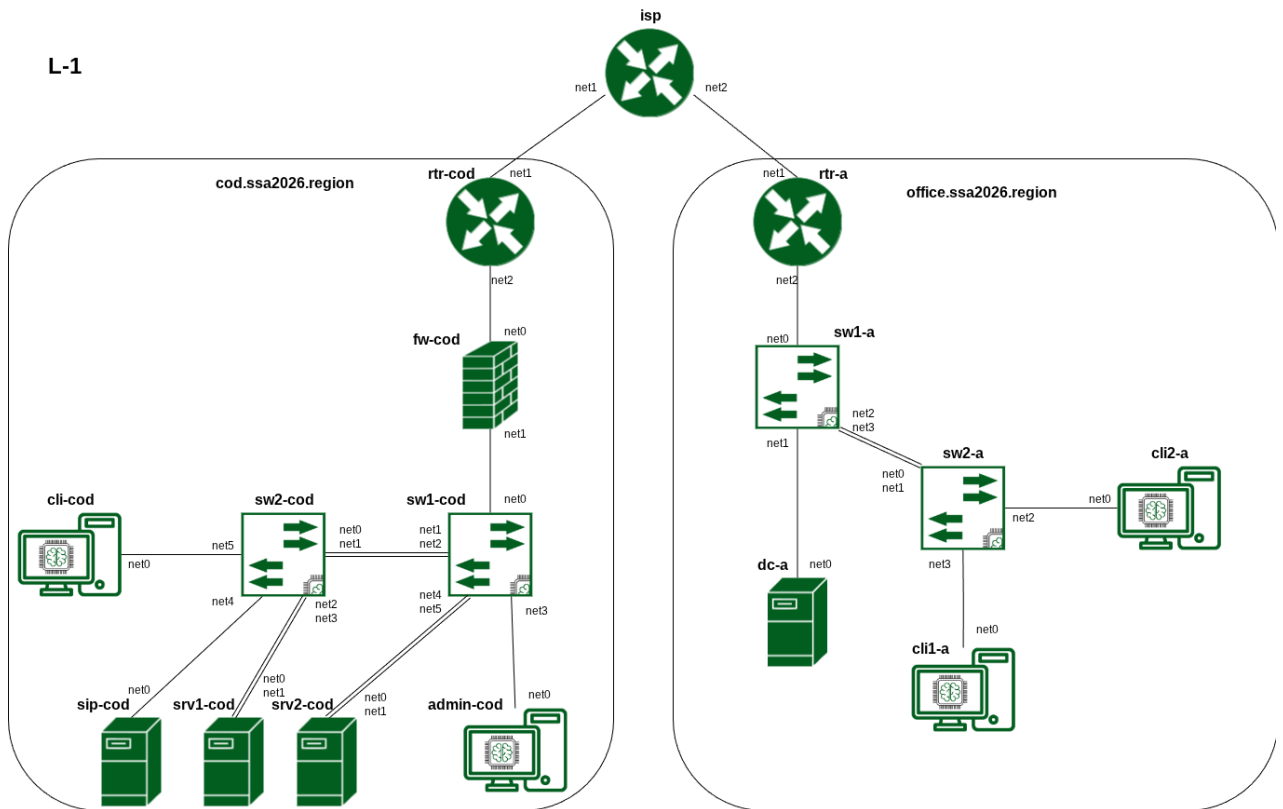 isp
L-1
net1
net2
cod.ssa2026.region
rtr-cod
net1
net2
fw-cod
net0
net1
cli-cod
net0
sw2-cod
net5
net0
net1
net4
net2
net3
sw1-cod
net0
net1
net2
net4
net5
net3
sip-cod
net0
srv1-cod
net0
net1
srv2-cod
net0
net1
admin-cod
net0
office.ssa2026.region
net1
rtr-a
net2
sw1-a
net0
net2
net3
net1
sw2-a
net0
net1
net2
net3
cli2-a
net0
dc-a
net0
cli1-a
net0